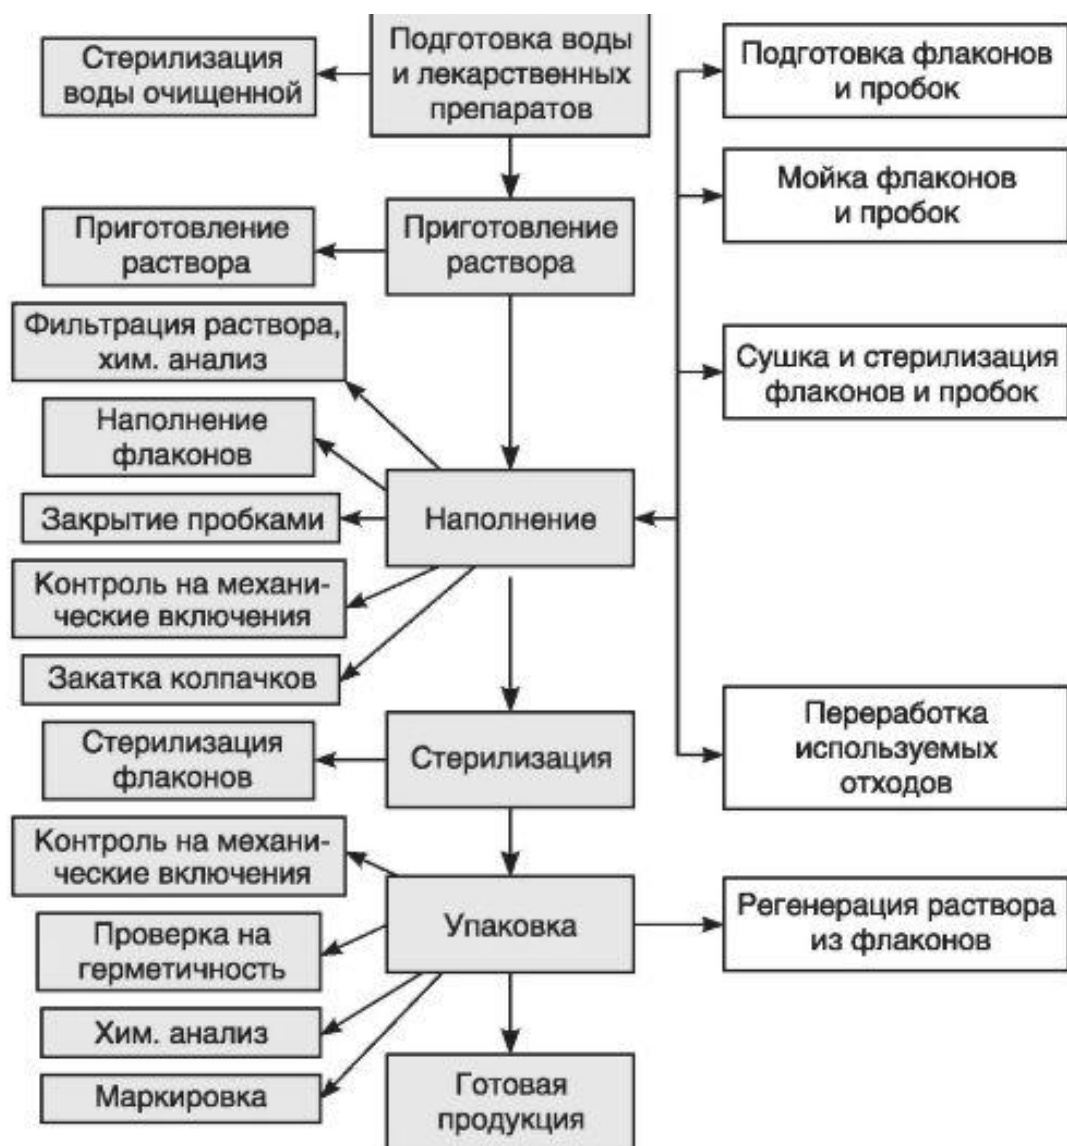 Стерилизация
воды очищенной
Подготовка воды
и лекарственных
препаратов
Подготовка флаконов
и пробок
Мойка флаконов
и пробок
Приготовление
раствора
Приготовление
раствора
Фильтрация раствора,
хим. анализ
Сушка и стерилизация
флаконов и пробок
Наполнение
флаконов
Закрытие пробками
Наполнение
Контроль на механи-
ческие включения
Закатка колпачков
Стерилизация
флаконов
Стерилизация
Переработка
используемых
отходов
Контроль на механи-
ческие включения
Упаковка
Регенерация раствора
из флаконов
Проверка на
герметичность
Хим. анализ
Маркировка
Готовая
продукция